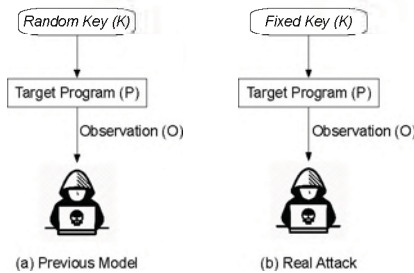 Random Key (K)
Target Program (P)
Observation (O)
(a) Previous Model
Fixed Key (K)
Target Program (P)
Observation (O)
(b) Real Attack